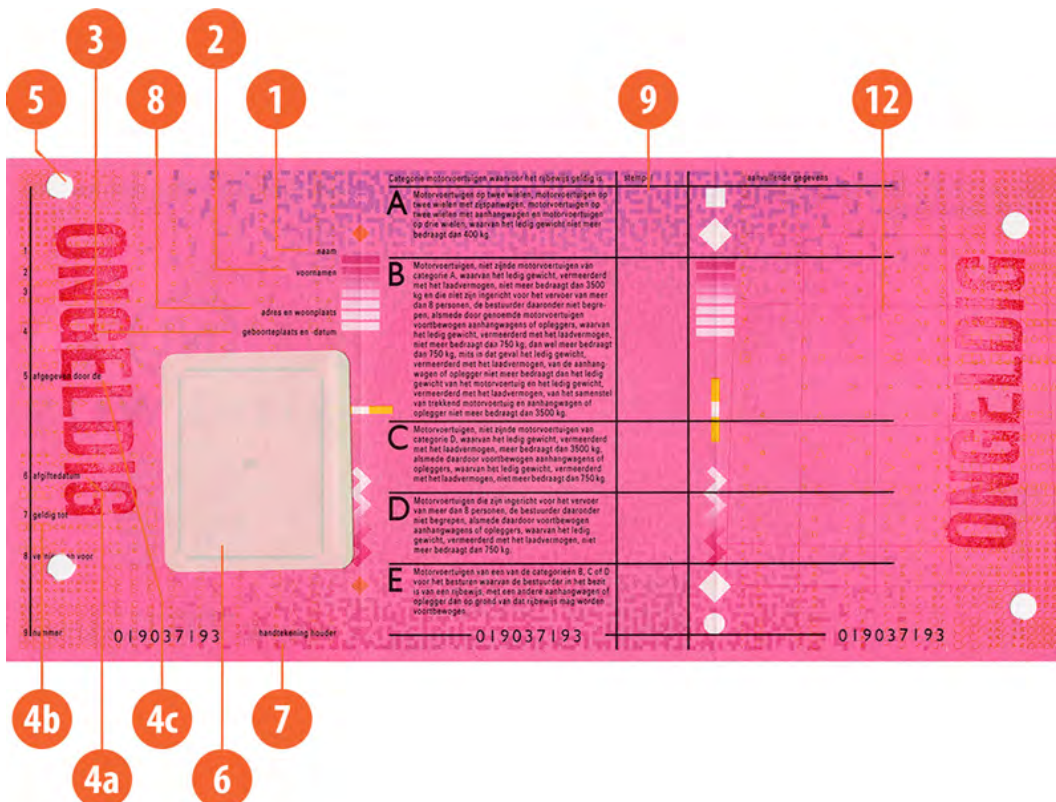 3
2
5
8
1
9
12
Categorie motorvoertuigen waarvoor het rijbewijs geldig is
stempel
aanvullende gegevens
ONGELDIG
1
naam
2
voornamen
3
adres en woonplaats
4
geboorteplaats en -datum
5 afgegeven door de
6 afgiftedatum
7 geldig tot
8
voor
9 nummer
019037193
handtekening houder
A
Motorvoertuigen op twee wielen, motorvoertuigen op
twee wielen met zijspanwagen, motorvoertuigen op
twee wielen met aanhangwagen en motorvoertuigen
op drie wielen, waarvan het ledig gewicht niet meer
bedraagt dan 400 kg.
B
Motorvoertuigen, niet zijnde motorvoertuigen van
categorie A, waarvan het ledig gewicht, vermeerderd
met het laadvermogen, niet meer bedraagt dan 3500
kg en die niet zijn ingericht voor het vervoer van meer
dan 8 personen, de bestuurder daaronder niet begre-
pen, alsmede door genoemde motorvoertuigen
voortbewogen aanhangwagens of opleggers, waarvan
het ledig gewicht, vermeerderd met het laadvermogen,
niet meer bedraagt dan 750 kg, dan wel meer bedraagt
dan 750 kg, mits in dat geval het ledig gewicht,
vermeerderd met het laadvermogen, van de aanhang-
wagen of oplegger niet meer bedraagt dan het ledig
gewicht van het motorvoertuig en het ledig gewicht,
vermeerderd met het laadvermogen, van het samenstel
van trekkend motorvoertuig en aanhangwagen of
oplegger niet meer bedraagt dan 3500 kg.
C
Motorvoertuigen, niet zijnde motorvoertuigen van
categorie D, waarvan het ledig gewicht, vermeerderd
met het laadvermogen, meer bedraagt dan 3500 kg,
alsmede daardoor voortbewogen aanhangwagens of
opleggers, waarvan het ledig gewicht, vermeerderd
met het laadvermogen, niet meer bedraagt dan 750 kg.
D
Motorvoertuigen die zijn ingericht voor het vervoer
van meer dan 8 personen, de bestuurder daaronder
niet begrepen, alsmede daardoor voortbewogen
aanhangwagens of opleggers, waarvan het ledig
gewicht, vermeerderd met het laadvermogen, niet
meer bedraagt dan 750 kg.
E
Motorvoertuigen van een van de categorieën B, C of D
voor het besturen waarvan de bestuurder in het bezit
is van een rijbewijs, met een andere aanhangwagen of
oplegger dan op grond van dat rijbewijs mag worden
voortbewogen.
019037193
019037193
ONGELDIG
4b
4c
7
4a
6